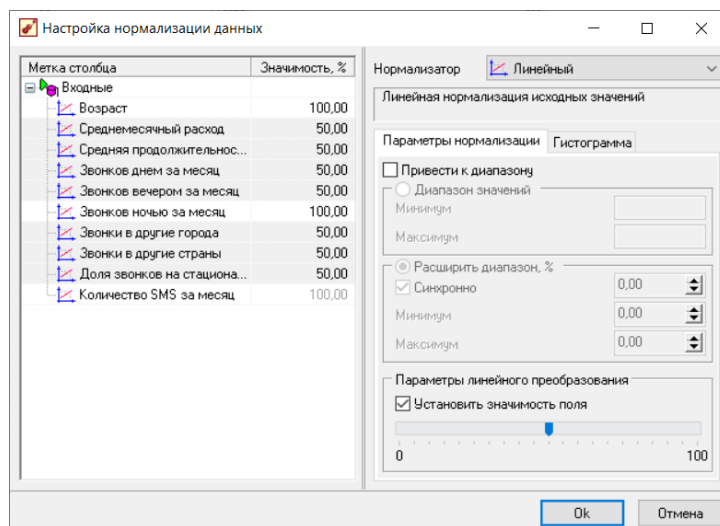 Настройка нормализации данных
Метка столбца Значимость, %
Входные
Возраст 100,00
Среднемесячный расход 50,00
Средняя продолжительнос... 50,00
Звонков днем за месяц 50,00
Звонков вечером за месяц 50,00
Звонков ночью за месяц 100,00
Звонки в другие города 50,00
Звонки в другие страны 50,00
Доля звонков на стациона... 50,00
Количество SMS за месяц 100,00
Нормализатор Линейный
Линейная нормализация исходных значений
Параметры нормализации Гистограмма
Привести к диапазону
Диапазон значений
Минимум
Максимум
Расширить диапазон, %
Синхронно 0,00
Минимум 0,00
Максимум 0,00
Параметры линейного преобразования
Установить значимость поля
0 100
Ok Отмена